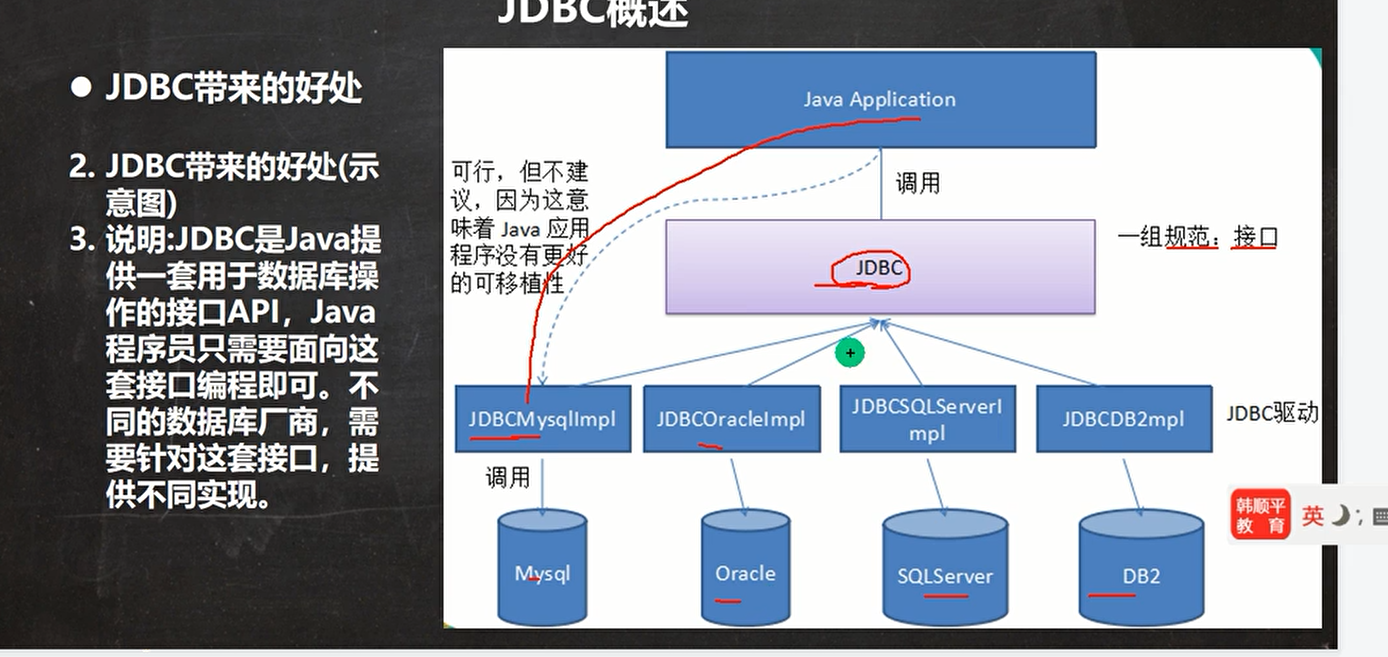 JDBC概述
● JDBC带来的好处
2. JDBC带来的好处(示
意图)
3. 说明:JDBC是Java提
供一套用于数据库操
作的接口API，Java
程序员只需要面向这
套接口编程即可。不
同的数据库厂商，需
要针对这套接口，提
供不同实现。
Java Application
可行，但不建
议，因为这意
味着 Java 应用
程序没有更好
的可移植性
调用
JDBC
一组规范：接口
JDBCMysqlImpl
JDBCOracleImpl
JDBCSQLServerI
mpl
JDBCDB2mpl
JDBC驱动
调用
Mysql
Oracle
SQLServer
DB2
韩顺平
教 育
英